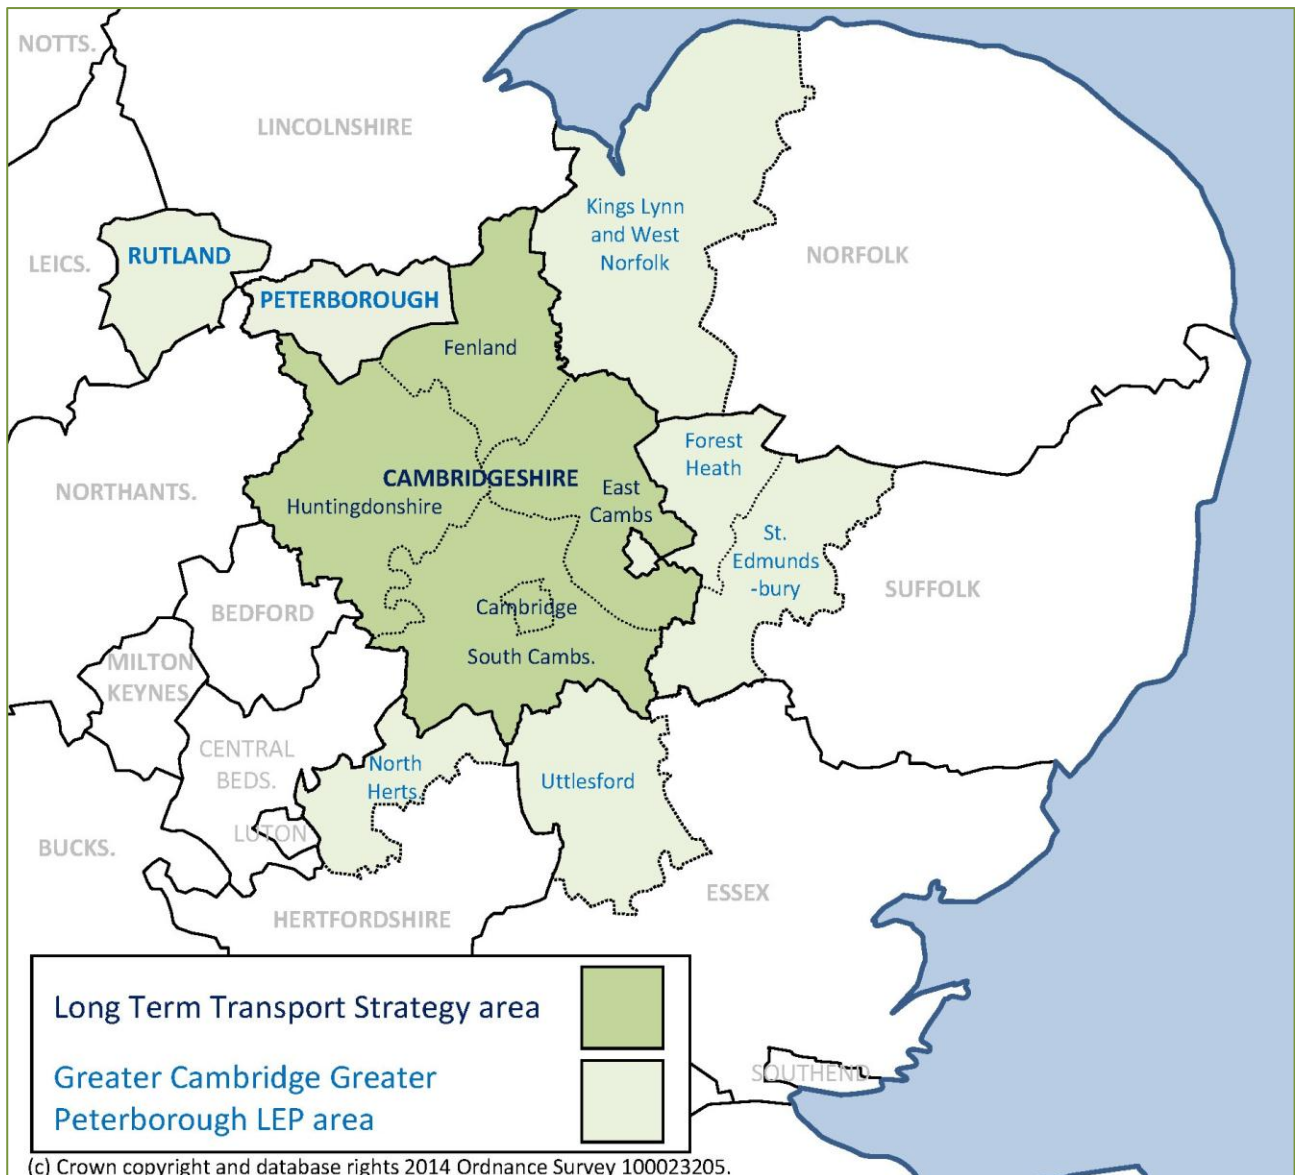 NOTTS.
LINCOLNSHIRE
Kings Lynn
and West
Norfolk
NORFOLK
LEICS.
RUTLAND
PETERBOROUGH
Fenland
Forest
Heath
CAMBRIDGESHIRE
NORTHANTS.
Huntingdonshire
East
Cambs
St.
Edmunds
-bury
SUFFOLK
BEDFORD
Cambridge
South Cambs.
MILTON
KEYNES
CENTRAL
BEDS.
North
Herts.
Uttlesford
LUTON
BUCKS.
HERTFORDSHIRE
ESSEX
SOUTHEND
Long Term Transport Strategy area
Greater Cambridge Greater
Peterborough LEP area
(c) Crown copyright and database rights 2014 Ordnance Survey 100023205.